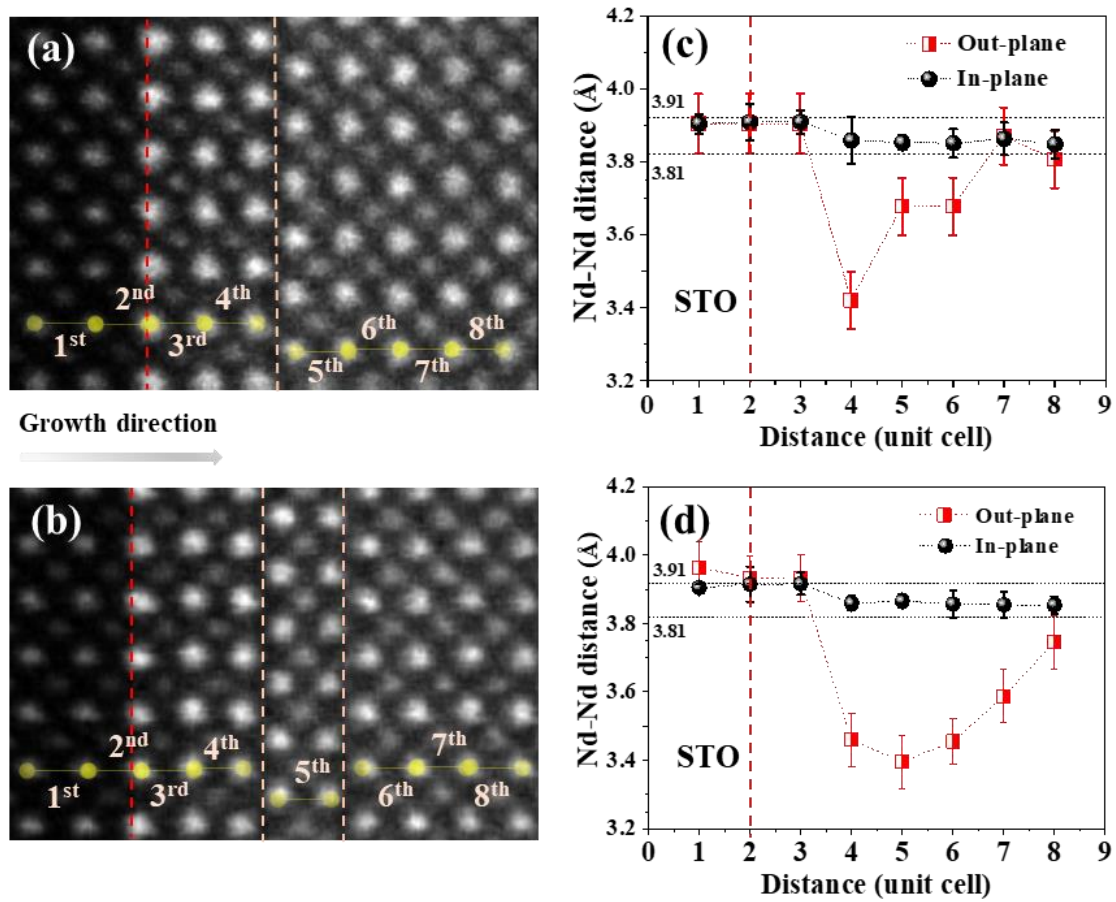 (a)
2nd
4th
1st
3rd
6th
8th
5th
7th
Growth direction
(b)
2nd
4th
1st
3rd
5th
7th
6th
8th
(c)
Out-plane
In-plane
Nd-Nd ditance (Å)
4.2
4.0
3.8
3.6
3.4
3.2
3.91
3.81
STO
0 1 2 3 4 5 6 7 8 9
Distance (unit cell)
(d)
Out-plane
In-plane
Nd-Nd distance (Å)
4.2
4.0
3.8
3.6
3.4
3.2
3.91
3.81
STO
0 1 2 3 4 5 6 7 8 9
Distance (unit cell)